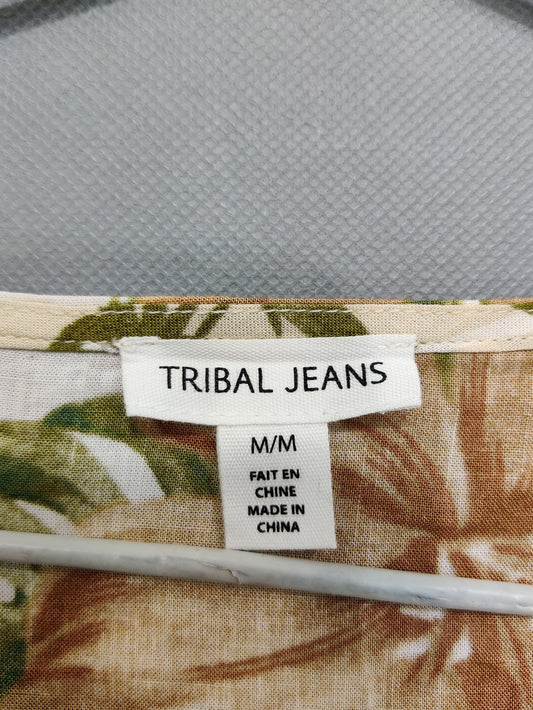 TRIBAL JEANS
M/M
FAIT EN
CHINE
MADE IN
CHINA